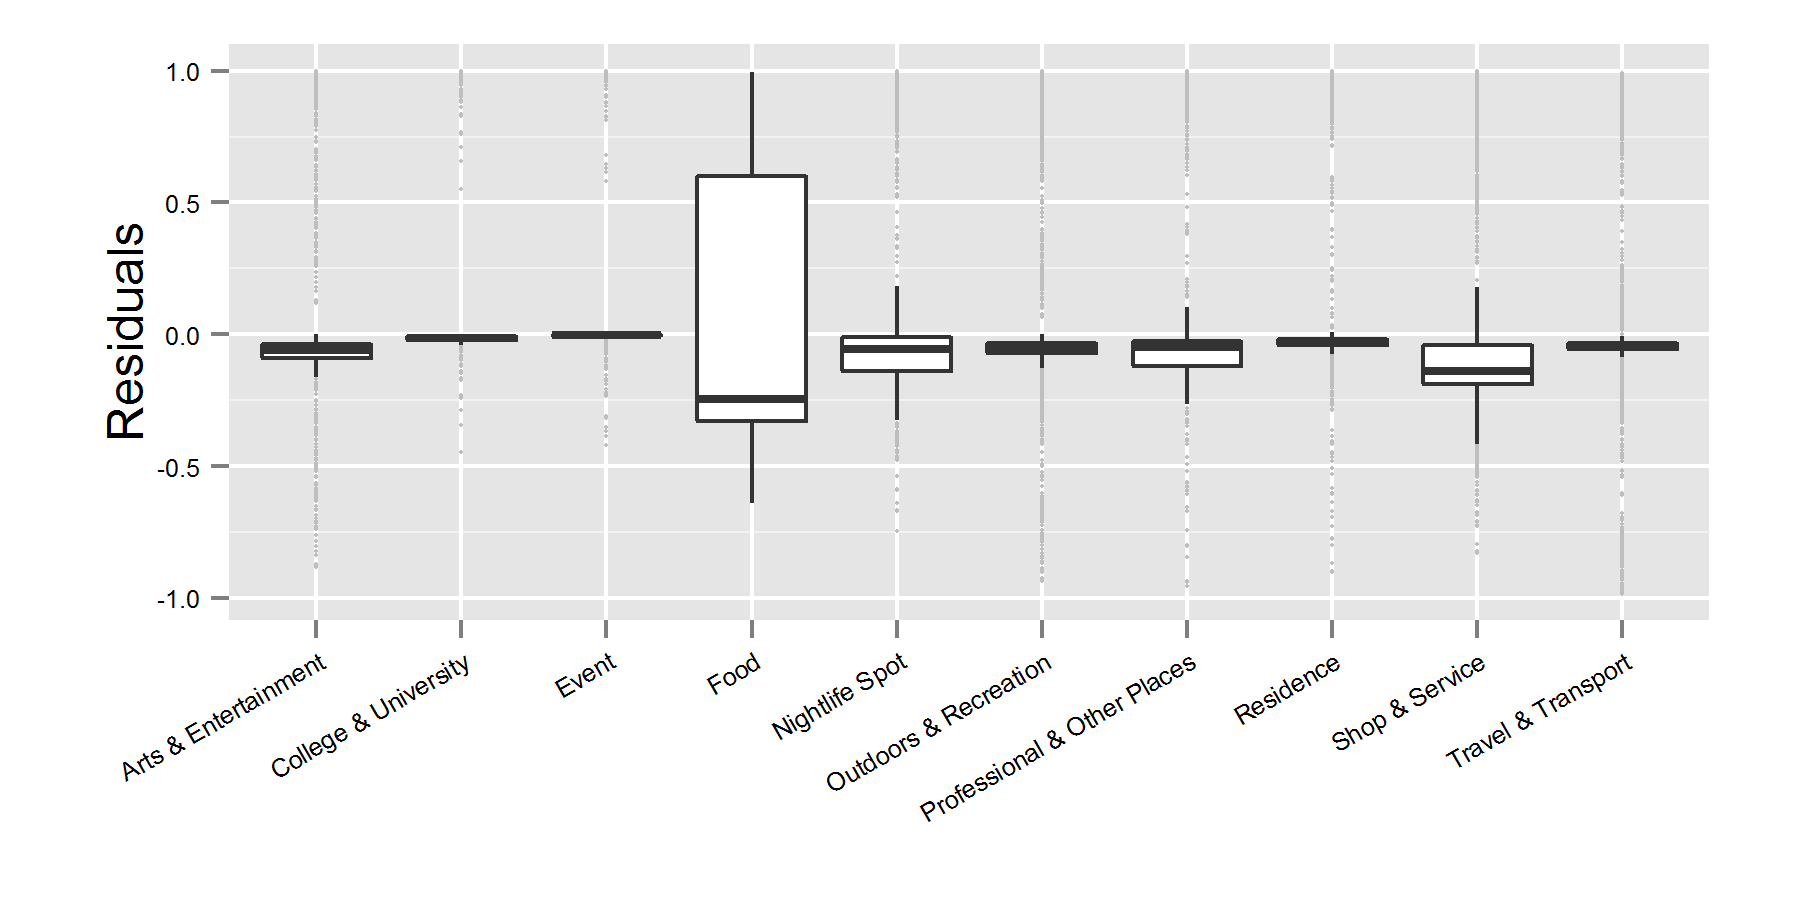 Residuals
1.0
0.5
0.0
-0.5
-1.0
Arts & Entertainment
College & University
Event
Food
Nightlife Spot
Outdoors & Recreation
Professional & Other Places
Residence
Shop & Service
Travel & Transport